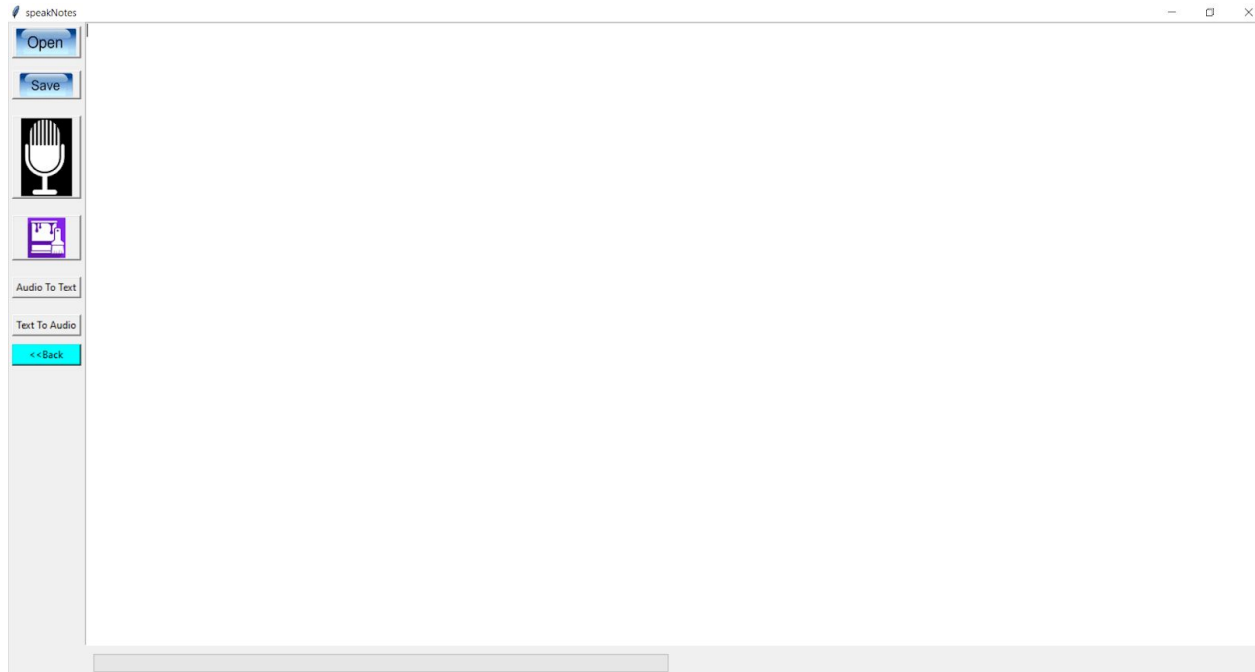 speakNotes
Open
Save
Audio To Text
Text To Audio
<<Back